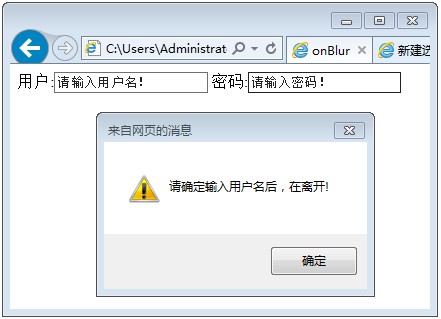 C:\Users\Administrat
onBlur
新建选
用户:请输入用户名! 密码:请输入密码!
来自网页的消息
请确定输入用户名后，在离开!
确定